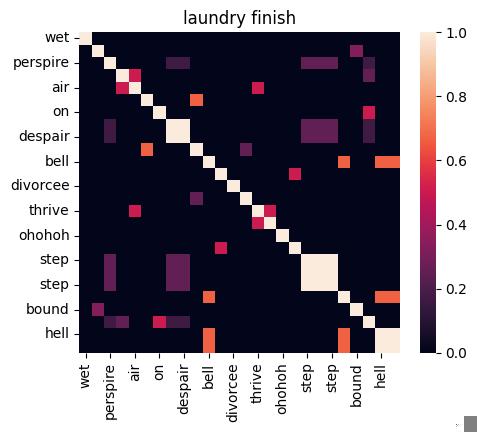 laundry finish
wet
perspire
air
on
despair
bell
divorcee
thrive
ohohoh
step
step
bound
hell
1.0
0.8
0.6
0.4
0.2
0.0
wet
perspire
air
on
despair
bell
divorcee
thrive
ohohoh
step
step
bound
hell